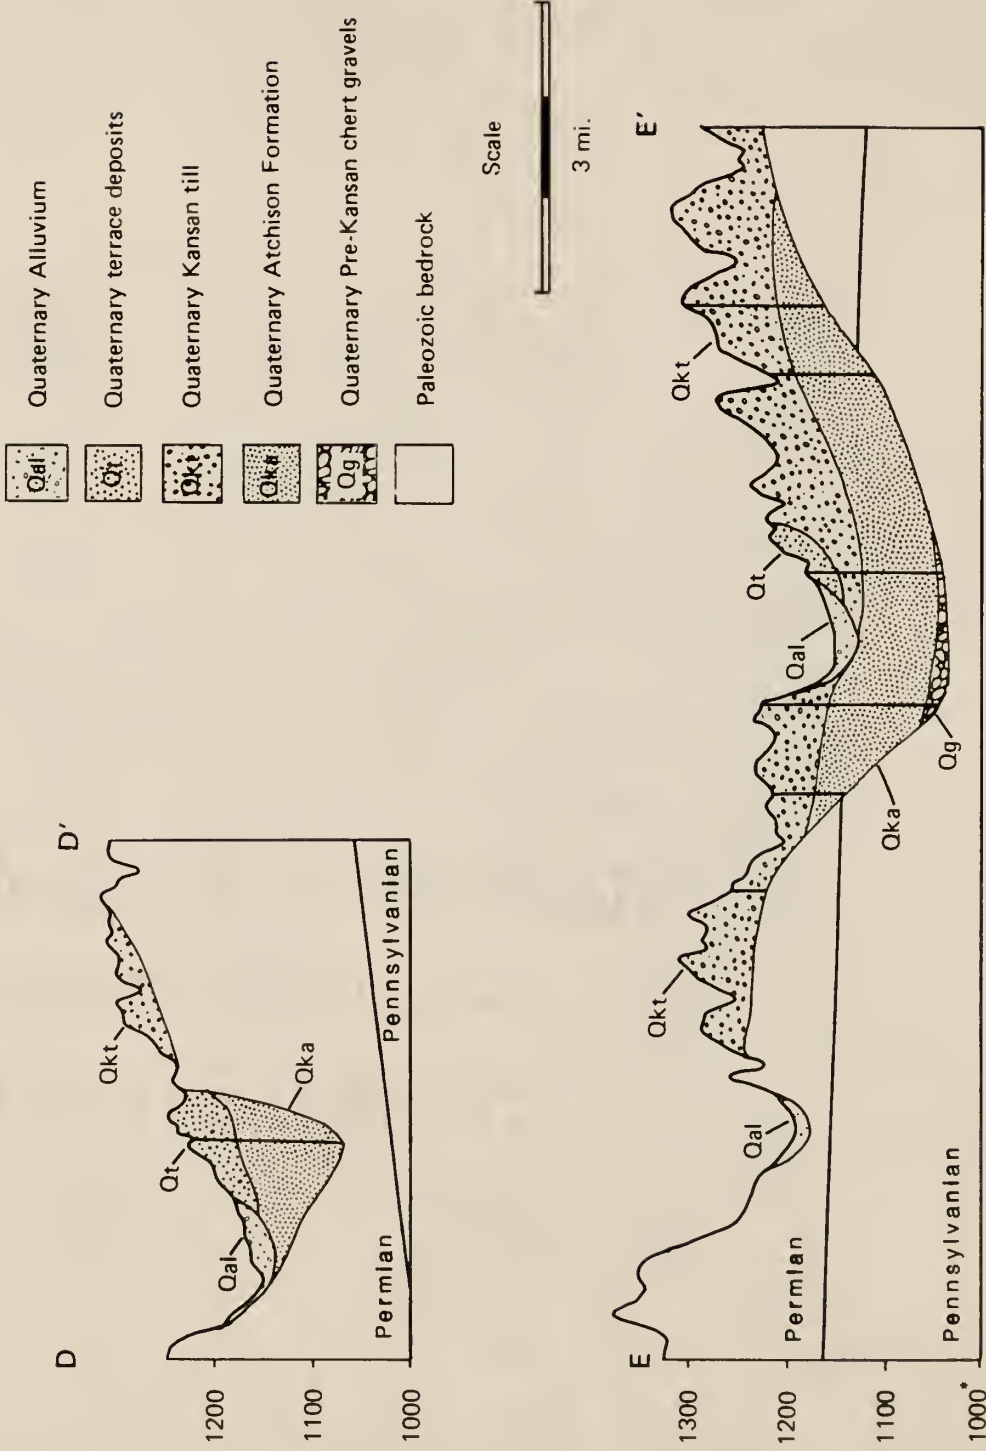 Qal Quaternary Alluvium
Qt Quaternary terrace deposits
Qkt Quaternary Kansan till
Qka Quaternary Atchison Formation
Qg Quaternary Pre-Kansan chert gravels
Paleozoic bedrock
Scale
3 mi.
D
D'
1200
1100
1000
Qal
Qt
Qkt
Qka
Permian
Pennsylvanian
E
E'
1300
1200
1100
1000*
Qal
Qkt
Qka
Qg
Qal
Qt
Qkt
Permian
Pennsylvanian